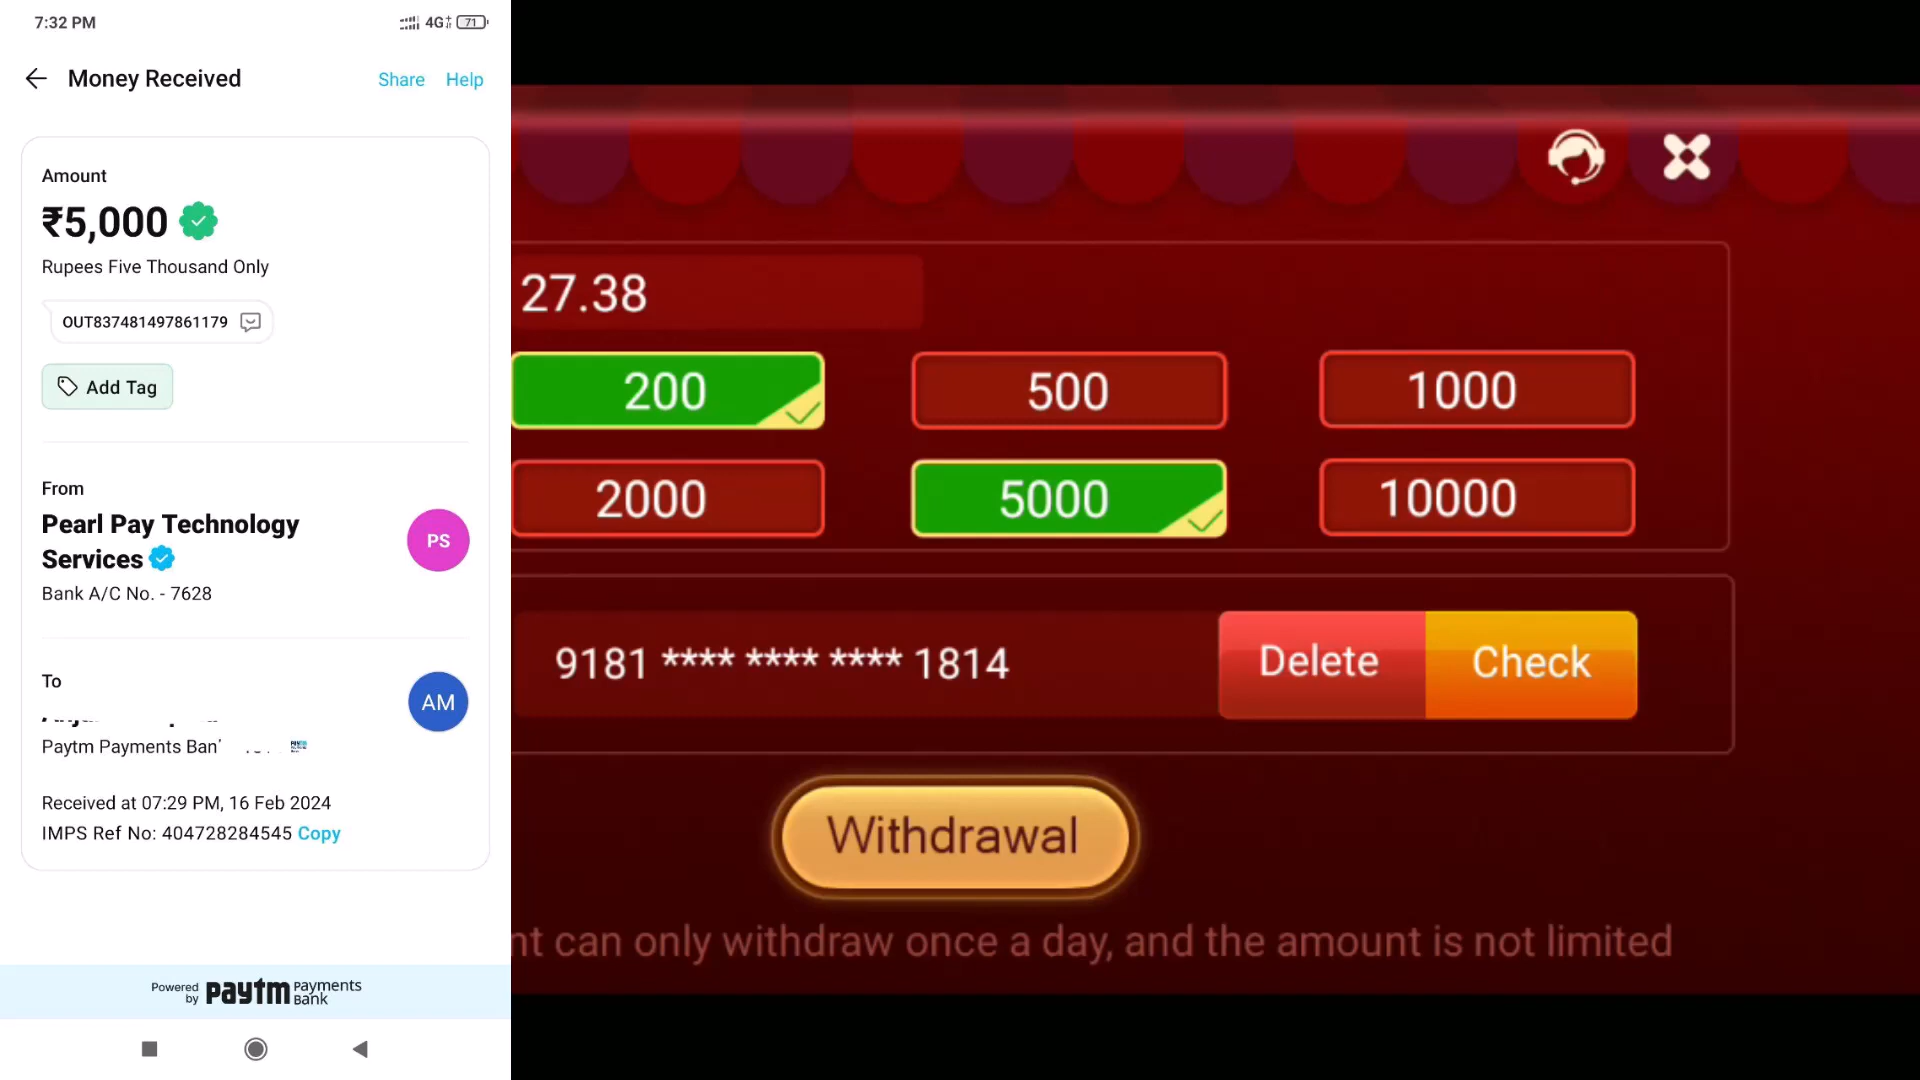 7:32 PM
4G+
71
Money Received
Share Help
Amount
₹5,000
Rupees Five Thousand Only
OUT837481497861179
Add Tag
From
Pearl Pay Technology
Services
PS
Bank A/C No. - 7628
To
AM
Paytm Payments Ban
Received at 07:29 PM, 16 Feb 2024
IMPS Ref No: 404728284545 Copy
Powered
by
paytm Payments
Bank
27.38
200 500 1000
2000 5000 10000
9181 **** **** **** 1814
Delete Check
Withdrawal
nt can only withdraw once a day, and the amount is not limited